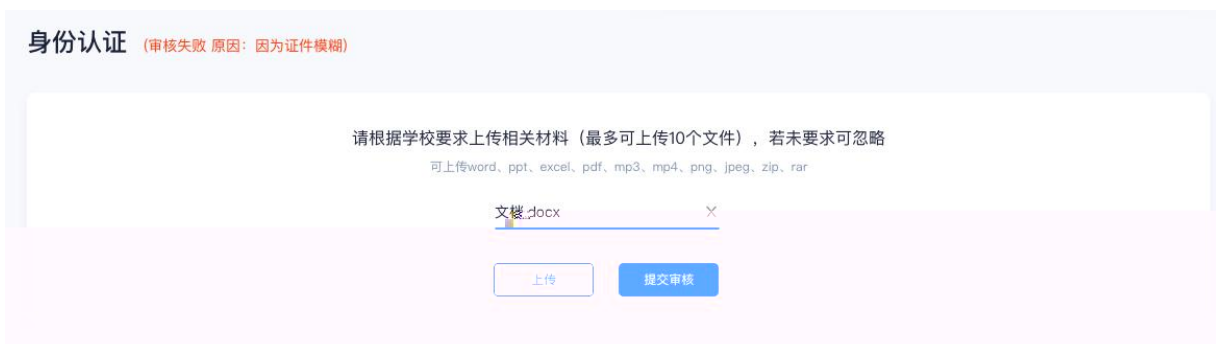 身份认证 (审核失败 原因：因为证件模糊)
请根据学校要求上传相关材料（最多可上传10个文件），若未要求可忽略
可上传word、ppt、excel、pdf、mp3、mp4、png、jpeg、zip、rar
文档.docx
上传 提交审核